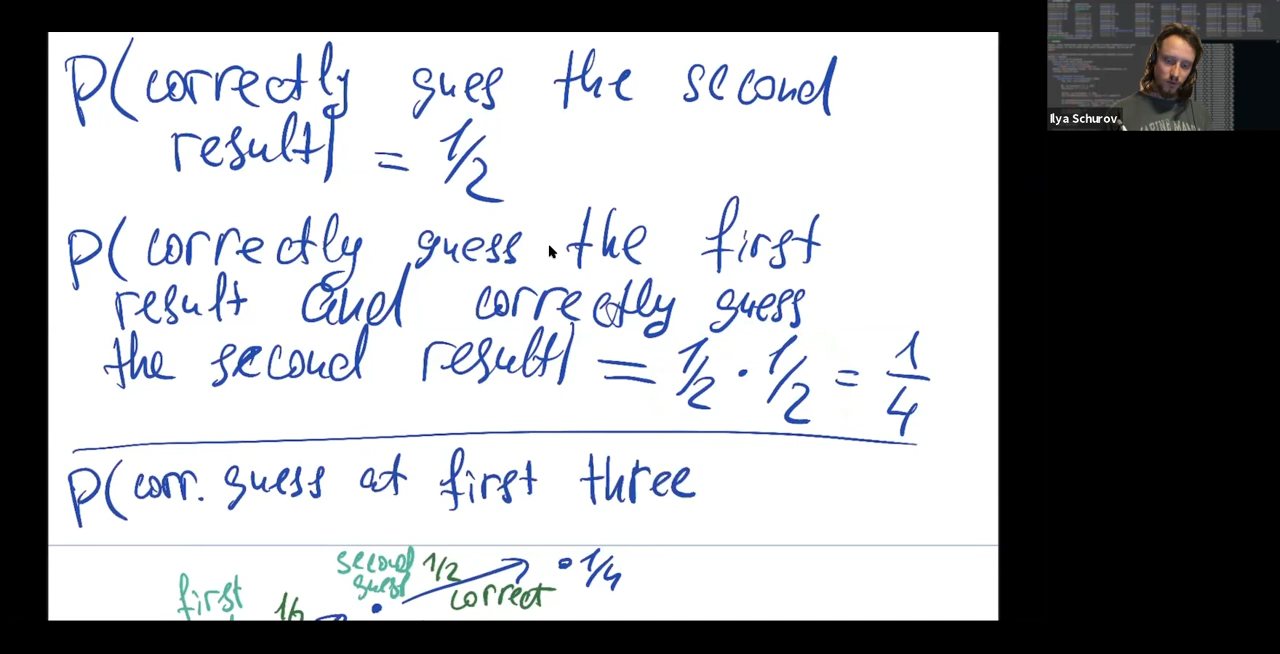 P(correctly gues the second
result) = 1/2
P(correctly guess the first
result and correctly guess
the second result) = 1/2 · 1/2 = 1/4
P(corr. guess at first three
second 1/2 · 1/4
guess correct
first
Ilya Schurov